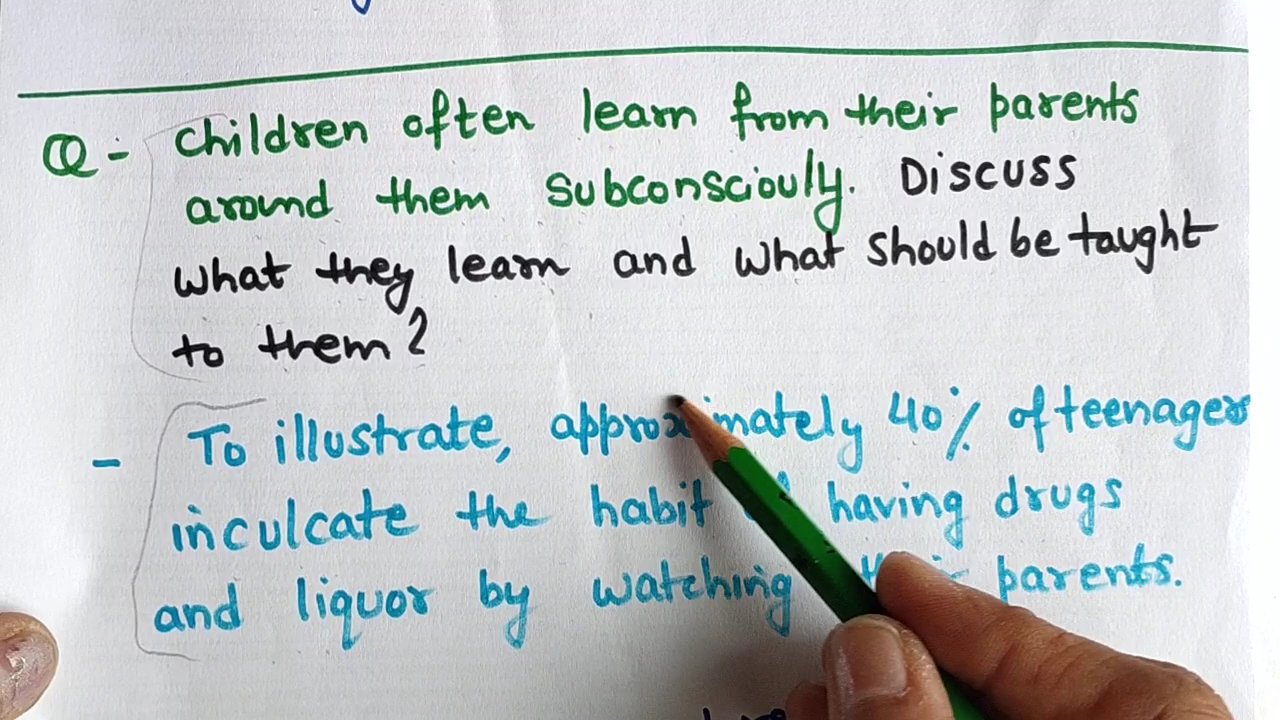 Q - Children often learn from their parents
around them subconsciouly. Discuss
what they learn and what should be taught
to them?
- To illustrate, approximately 40% of teenagers
inculcate the habit having drugs
and liquor by watching their parents.